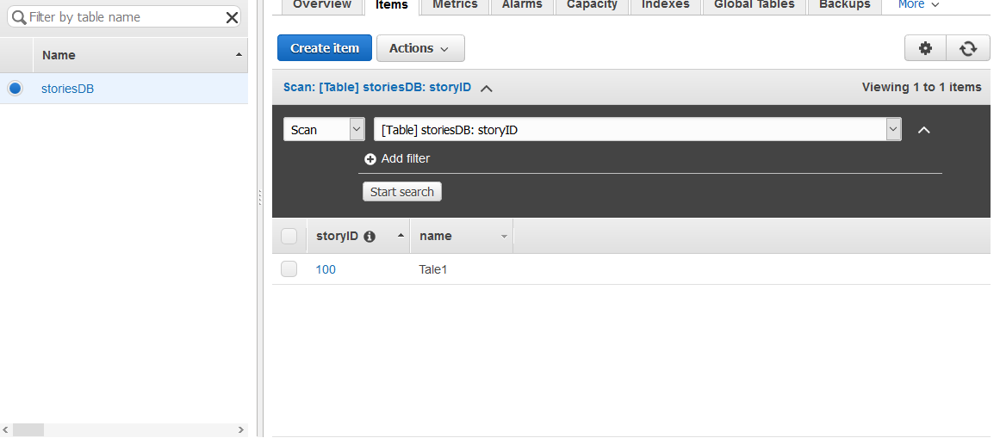 Filter by table name
Name
storiesDB
Overview Items Metrics Alarms Capacity Indexes Global Tables Backups More
Create item Actions
Scan: [Table] storiesDB: storyID Viewing 1 to 1 items
Scan [Table] storiesDB: storyID
Add filter
Start search
storyID name
100 Tale1